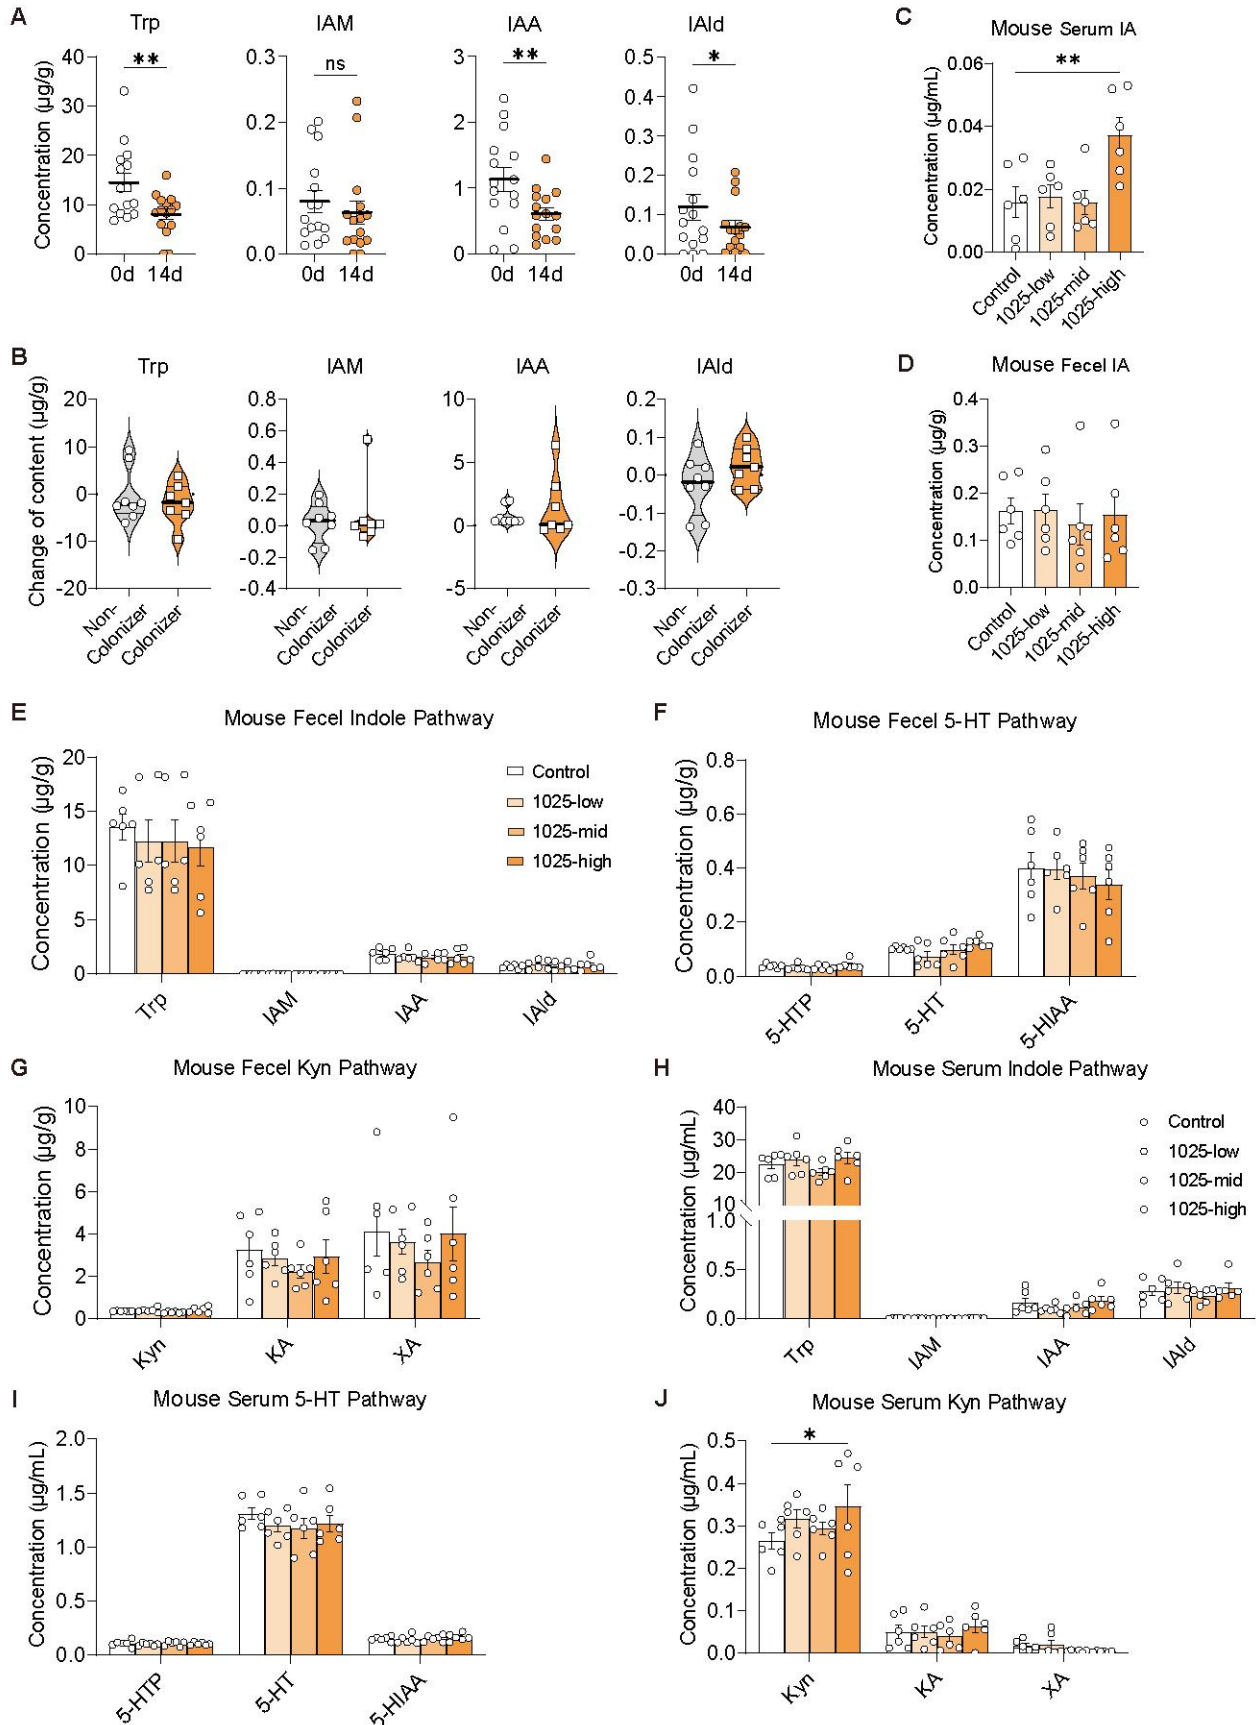 A
Trp
IAM
IAA
IAld
Concentration (µg/g)
40
30
20
10
0
**
0d
14d
0.3
0.2
0.1
0.0
ns
0d
14d
3
2
1
0
**
0d
14d
0.5
0.4
0.3
0.2
0.1
0.0
*
0d
14d
C
Mouse Serum IA
Concentration (µg/mL)
0.06
0.04
0.02
0.00
**
Control
1025-low
1025-mid
1025-high
B
Trp
IAM
IAA
IAld
Change of content (µg/g)
20
10
0
-10
-20
Non-
Colonizer
Colonizer
0.8
0.6
0.4
0.2
0.0
-0.2
-0.4
Non-
Colonizer
Colonizer
10
5
0
-5
Non-
Colonizer
Colonizer
0.2
0.1
0.0
-0.1
-0.2
-0.3
Non-
Colonizer
Colonizer
D
Mouse Fecel IA
Concentration (µg/g)
0.4
0.3
0.2
0.1
0.0
Control
1025-low
1025-mid
1025-high
E
Mouse Fecel Indole Pathway
Concentration (µg/g)
20
15
10
5
0
Control
1025-low
1025-mid
1025-high
Trp
IAM
IAA
IAld
F
Mouse Fecel 5-HT Pathway
Concentration (µg/g)
0.8
0.6
0.4
0.2
0.0
5-HTP
5-HT
5-HIAA
G
Mouse Fecel Kyn Pathway
Concentration (µg/g)
10
8
6
4
2
0
Kyn
KA
XA
H
Mouse Serum Indole Pathway
Concentration (µg/mL)
40
30
20
10
1.0
0.5
0.0
Control
1025-low
1025-mid
1025-high
Trp
IAM
IAA
IAld
I
Mouse Serum 5-HT Pathway
Concentration (µg/mL)
2.0
1.5
1.0
0.5
0.0
5-HTP
5-HT
5-HIAA
J
Mouse Serum Kyn Pathway
Concentration (µg/mL)
0.5
0.4
0.3
0.2
0.1
0.0
*
Kyn
KA
XA